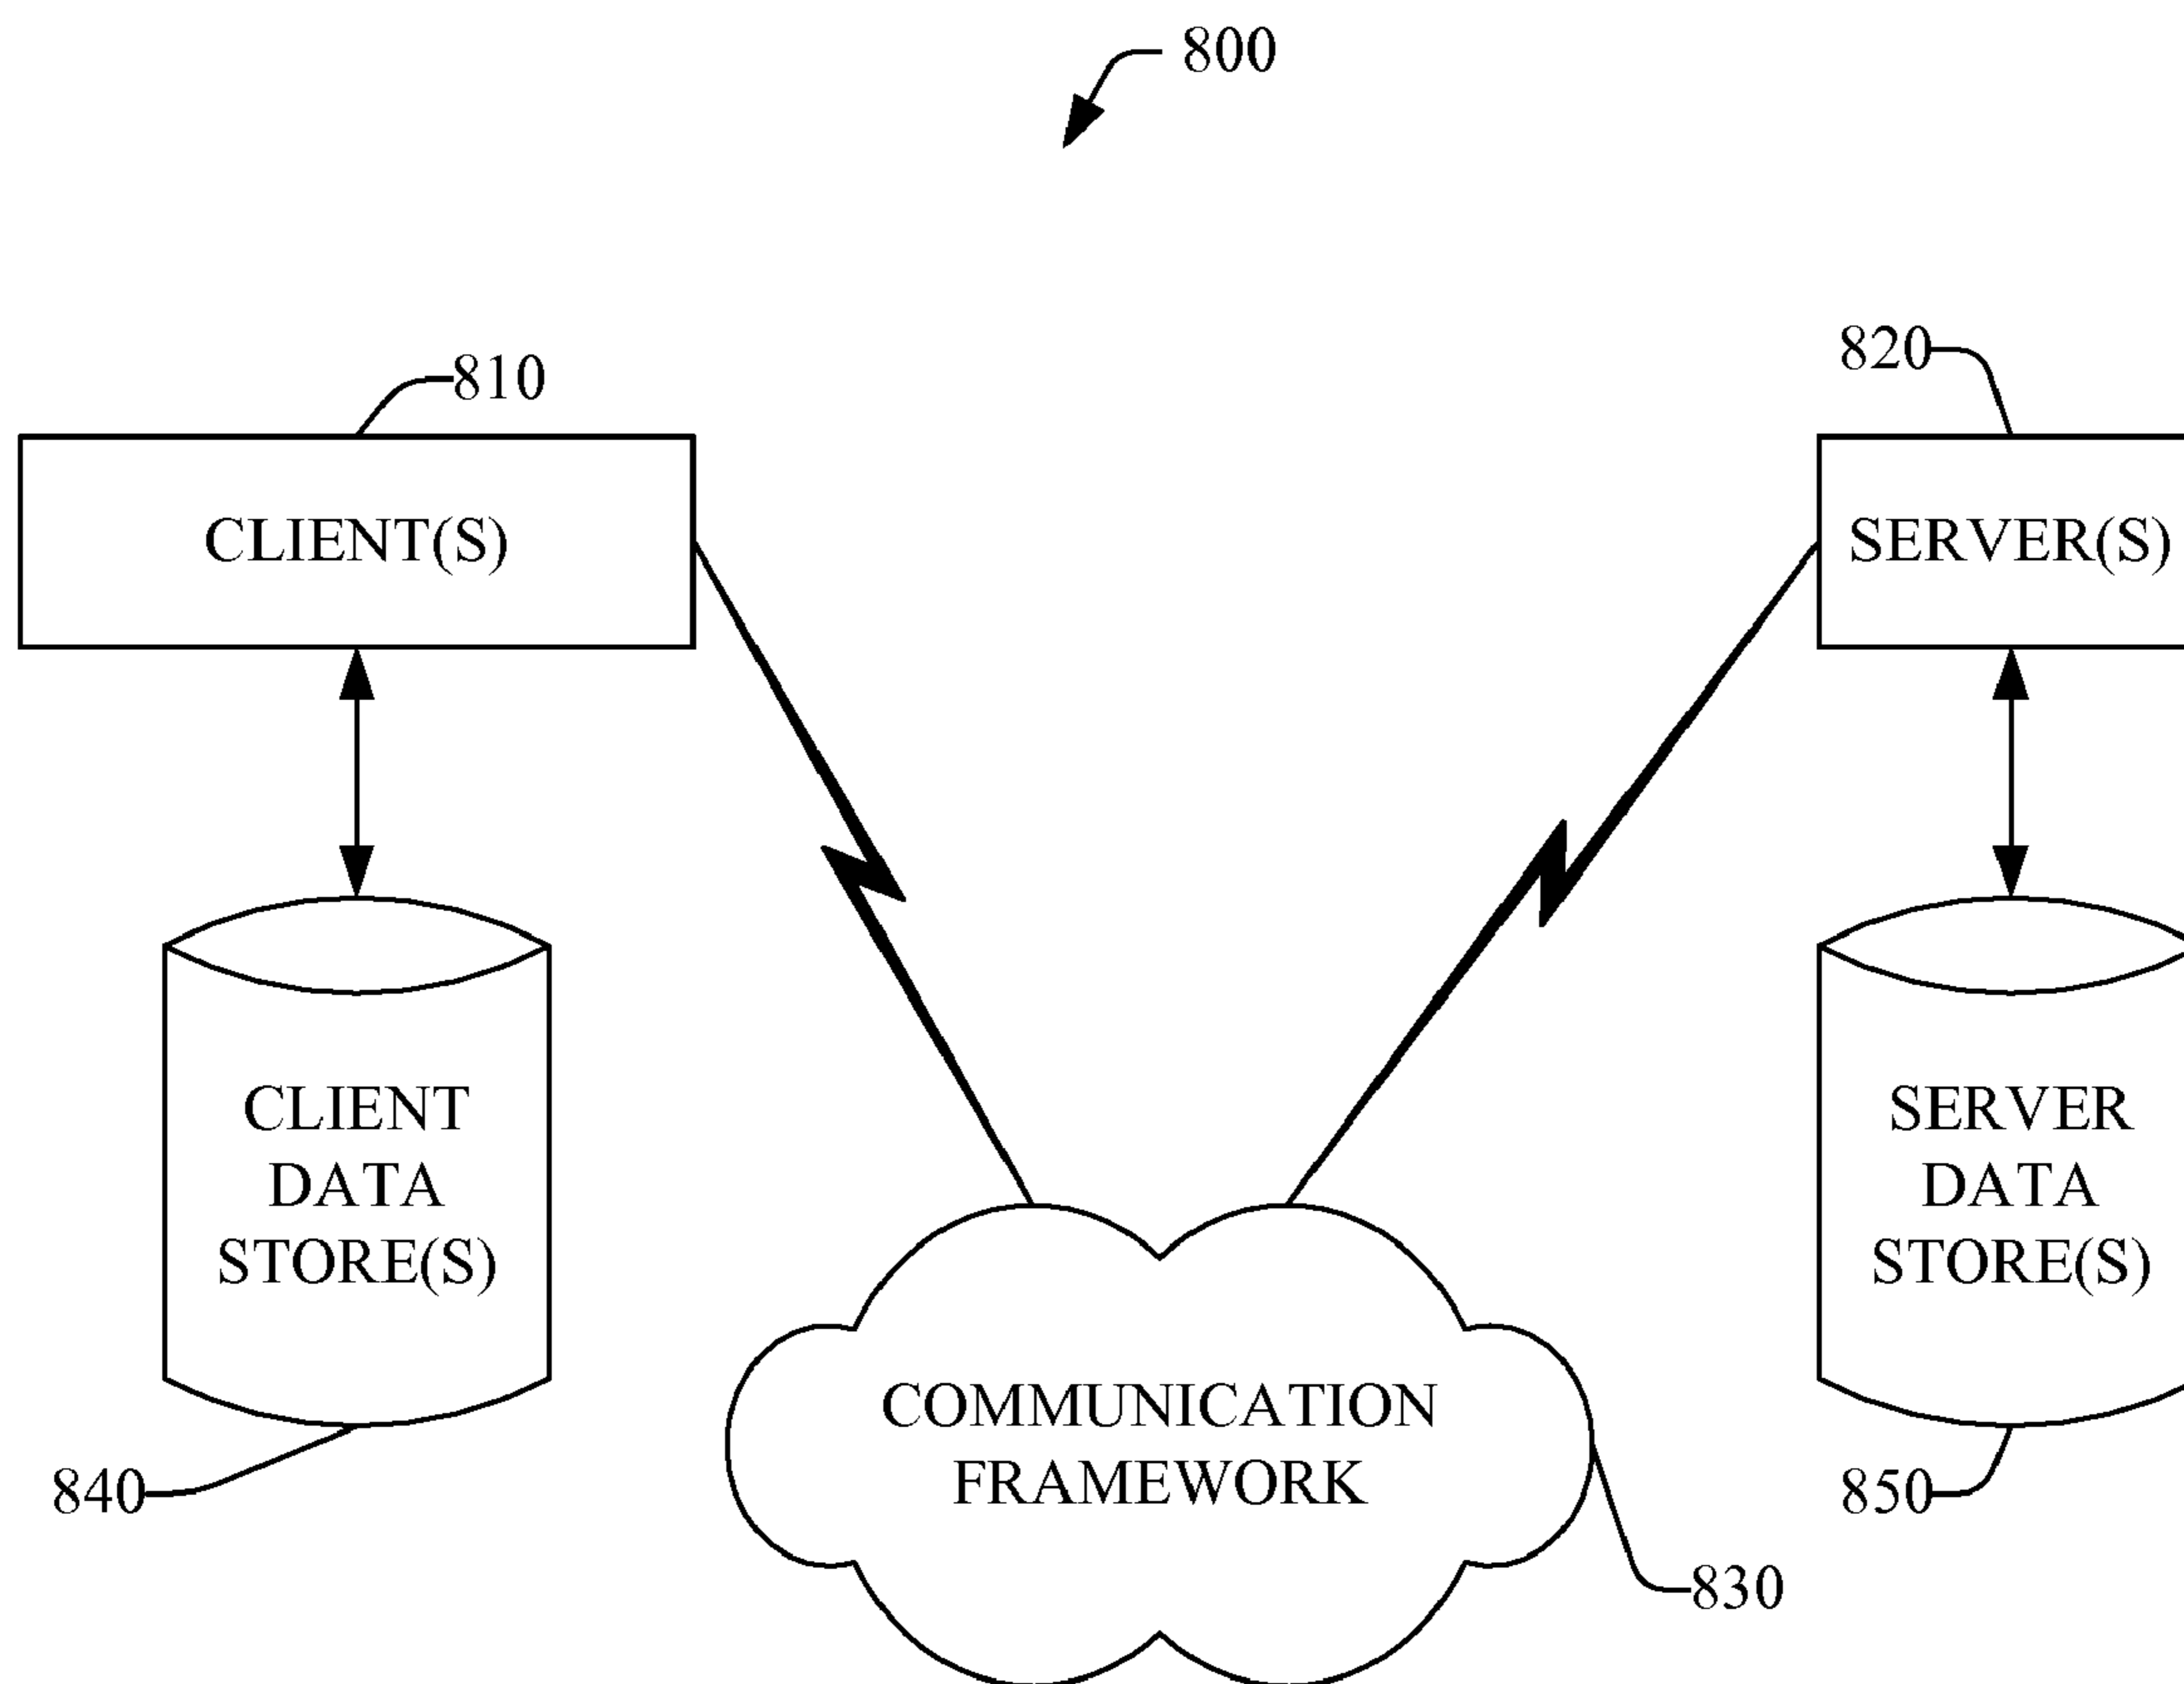 800
810
820
CLIENT(S)
SERVER(S)
CLIENT
DATA
STORE(S)
SERVER
DATA
STORE(S)
COMMUNICATION
FRAMEWORK
840
850
830